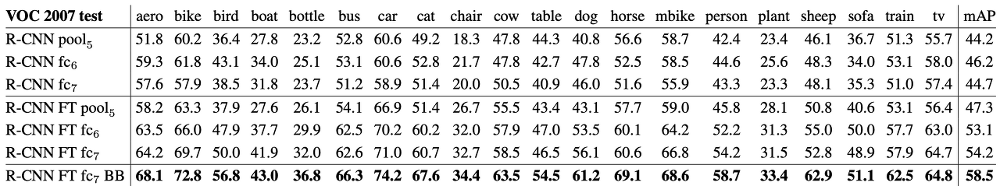 VOC 2007 test aero bike bird boat bottle bus car cat chair cow table dog horse mbike person plant sheep sofa train tv mAP
R-CNN pool5 51.8 60.2 36.4 27.8 23.2 52.8 60.6 49.2 18.3 47.8 44.3 40.8 56.6 58.7 42.4 23.4 46.1 36.7 51.3 55.7 44.2
R-CNN fc6 59.3 61.8 43.1 34.0 25.1 53.1 60.6 52.8 21.7 47.8 42.7 47.8 52.5 58.5 44.6 25.6 48.3 34.0 53.1 58.0 46.2
R-CNN fc7 57.6 57.9 38.5 31.8 23.7 51.2 58.9 51.4 20.0 50.5 40.9 46.0 51.6 55.9 43.3 23.3 48.1 35.3 51.0 57.4 44.7
R-CNN FT pool5 58.2 63.3 37.9 27.6 26.1 54.1 66.9 51.4 26.7 55.5 43.4 43.1 57.7 59.0 45.8 28.1 50.8 40.6 53.1 56.4 47.3
R-CNN FT fc6 63.5 66.0 47.9 37.7 29.9 62.5 70.2 60.2 32.0 57.9 47.0 53.5 60.1 64.2 52.2 31.3 55.0 50.0 57.7 63.0 53.1
R-CNN FT fc7 64.2 69.7 50.0 41.9 32.0 62.6 71.0 60.7 32.7 58.5 46.5 56.1 60.6 66.8 54.2 31.5 52.8 48.9 57.9 64.7 54.2
R-CNN FT fc7 BB 68.1 72.8 56.8 43.0 36.8 66.3 74.2 67.6 34.4 63.5 54.5 61.2 69.1 68.6 58.7 33.4 62.9 51.1 62.5 64.8 58.5